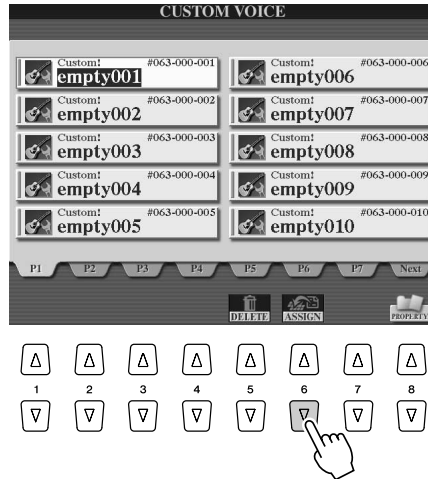 CUSTOM VOICE
Custom! #063-000-001
empty001
Custom! #063-000-002
empty002
Custom! #063-000-003
empty003
Custom! #063-000-004
empty004
Custom! #063-000-005
empty005
Custom! #063-000-006
empty006
Custom! #063-000-007
empty007
Custom! #063-000-008
empty008
Custom! #063-000-009
empty009
Custom! #063-000-010
empty010
P1 P2 P3 P4 P5 P6 P7 Next
DELETE ASSIGN PROPERTY
1 2 3 4 5 6 7 8